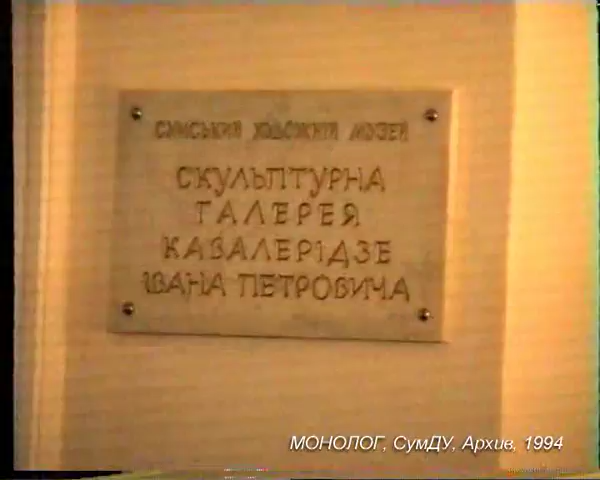 СУМСЬКИЙ ХУДОЖНІЙ МУЗЕЙ
СКУЛЬПТУРНА
ГАЛЕРЕЯ
КАВАЛЕРІДЗЕ
ІВАНА ПЕТРОВИЧА
МОНОЛОГ, СумДУ, Архив, 1994